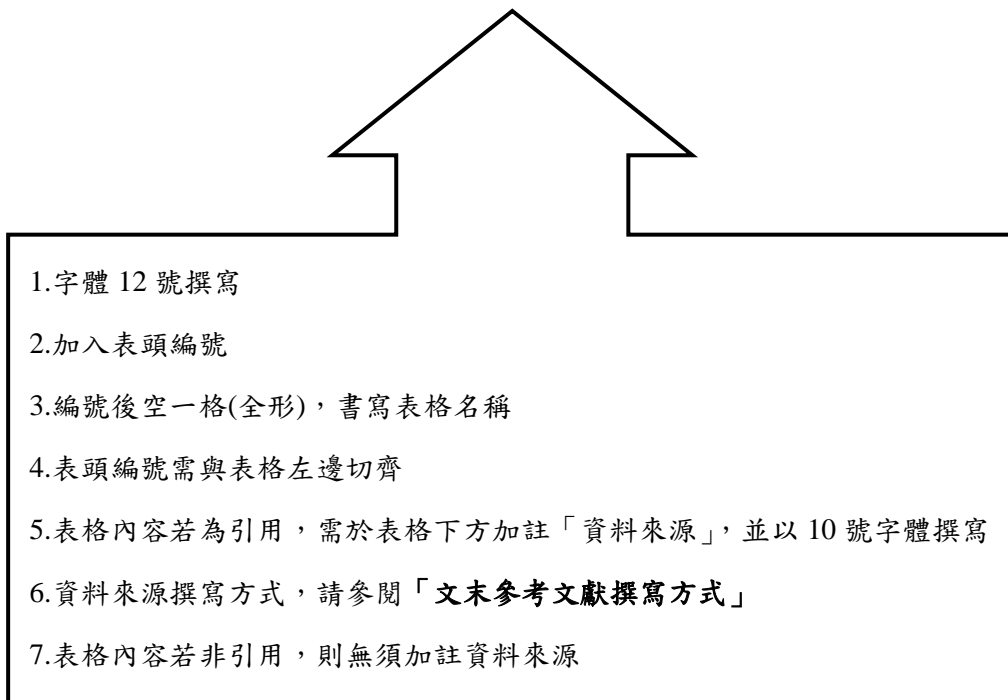 1.字體 12 號撰寫
2.加入表頭編號
3.編號後空一格(全形)，書寫表格名稱
4.表頭編號需與表格左邊切齊
5.表格內容若為引用，需於表格下方加註「資料來源」，並以 10 號字體撰寫
6.資料來源撰寫方式，請參閱「文末參考文獻撰寫方式」
7.表格內容若非引用，則無須加註資料來源